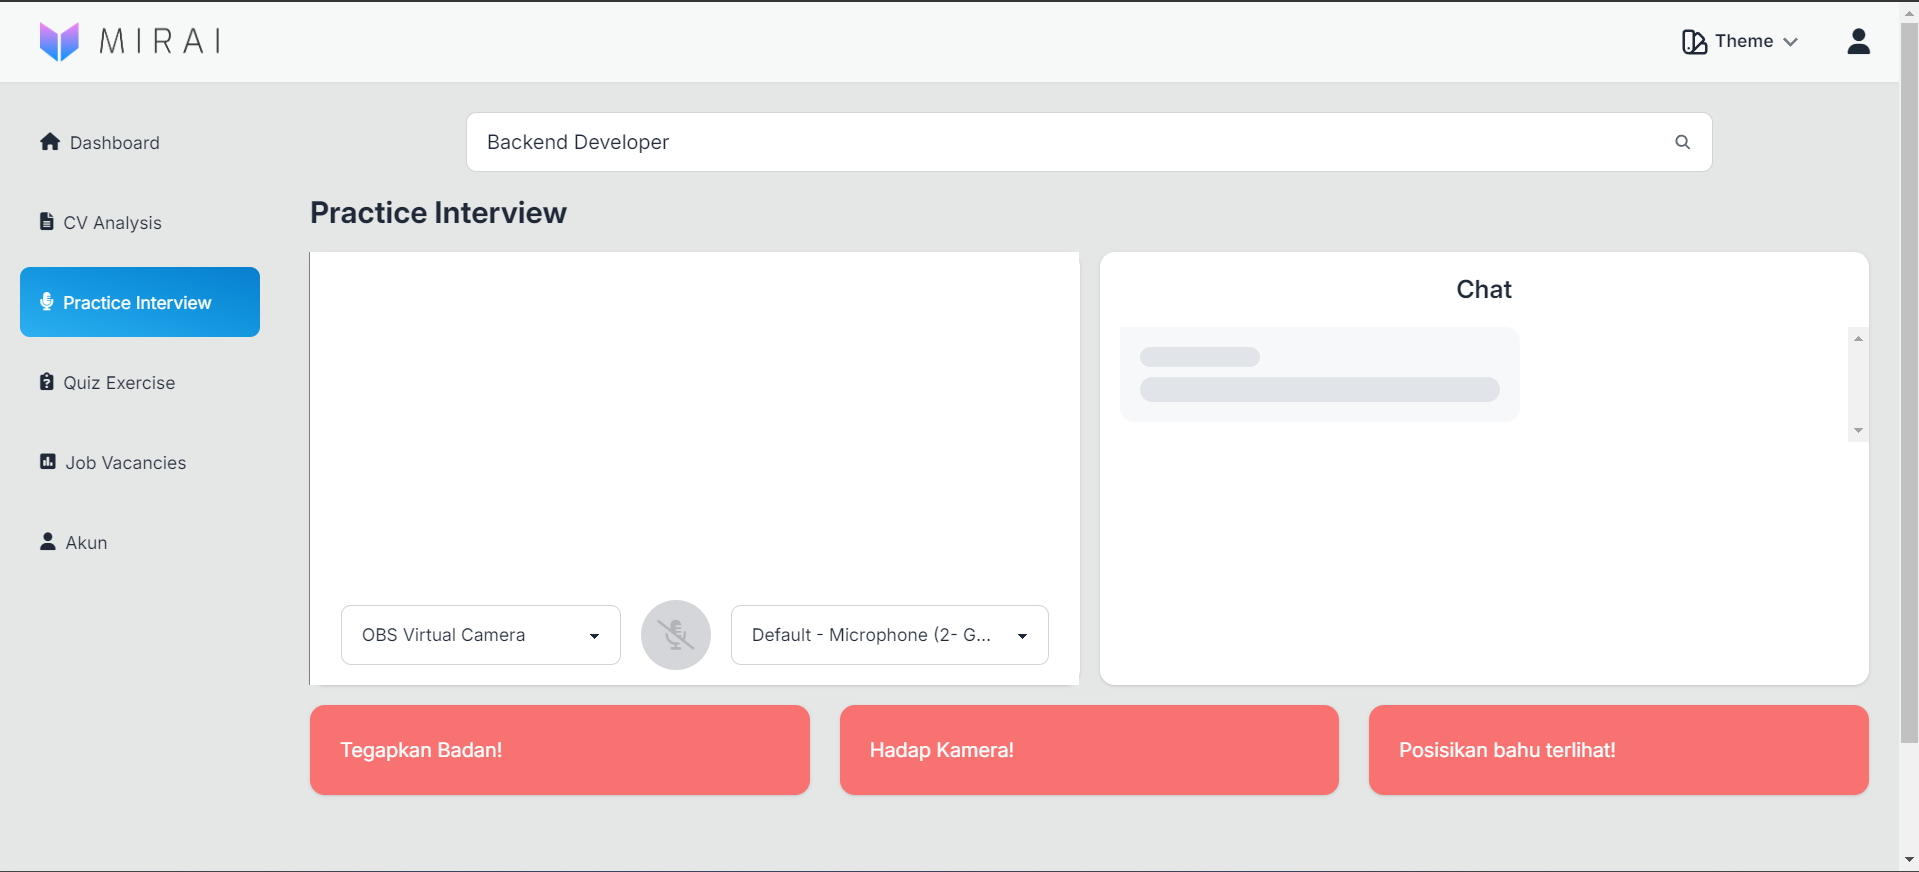 MIRAI
Theme
Dashboard
CV Analysis
Practice Interview
Quiz Exercise
Job Vacancies
Akun
Backend Developer
Practice Interview
OBS Virtual Camera
Default - Microphone (2- G...
Chat
Tegapkan Badan!
Hadap Kamera!
Posisikan bahu terlihat!